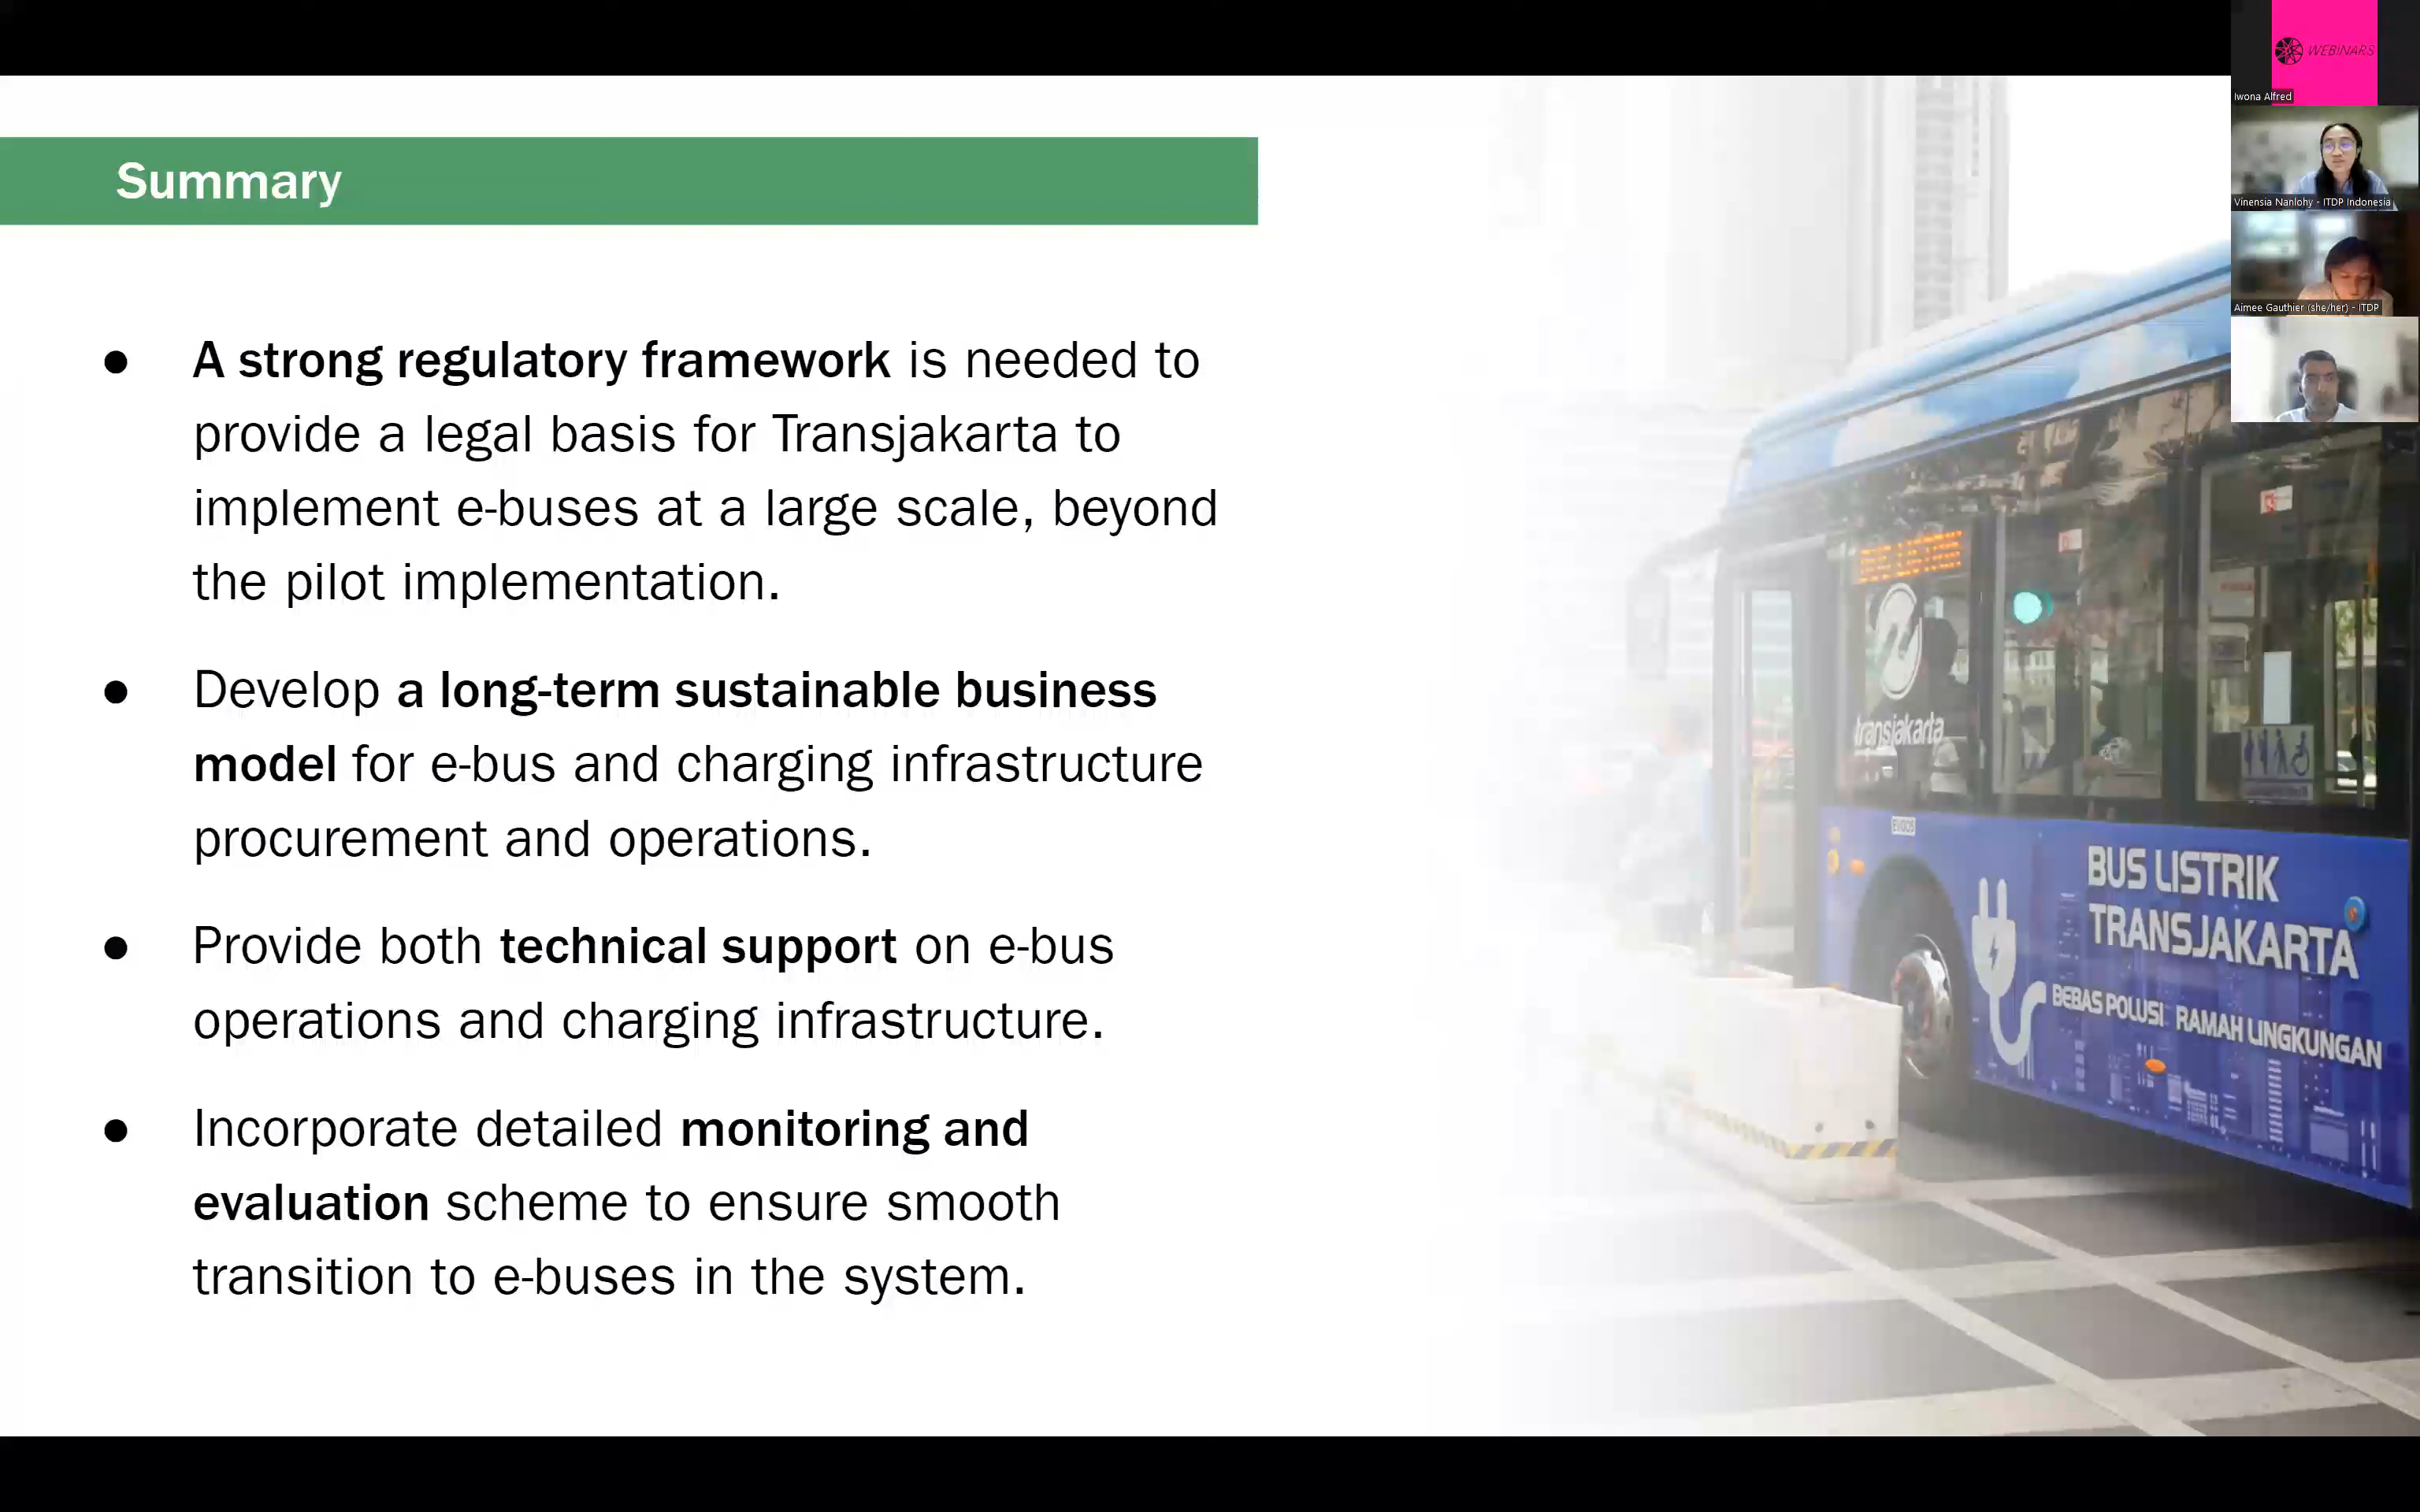 WEBINARS
Iwona Alfred
Vinensia Nanlohy - ITDP Indonesia
Aimee Gauthier (she/her) - ITDP
Summary
● A strong regulatory framework is needed to
provide a legal basis for Transjakarta to
implement e-buses at a large scale, beyond
the pilot implementation.
● Develop a long-term sustainable business
model for e-bus and charging infrastructure
procurement and operations.
● Provide both technical support on e-bus
operations and charging infrastructure.
● Incorporate detailed monitoring and
evaluation scheme to ensure smooth
transition to e-buses in the system.
transjakarta
BUS LISTRIK
TRANSJAKARTA
BEBAS POLUSI RAMAH LINGKUNGAN